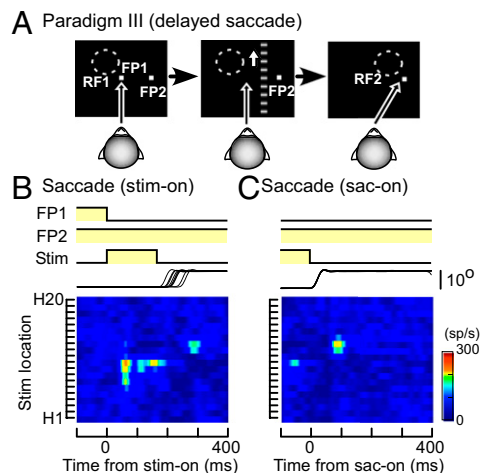 A Paradigm III (delayed saccade)
RF1 FP1 FP2
FP2
RF2
B Saccade (stim-on)
C Saccade (sac-on)
FP1
FP2
Stim
10°
H20
Stim location
H1
(sp/s)
300
0
0 400
Time from stim-on (ms)
0 400
Time from sac-on (ms)